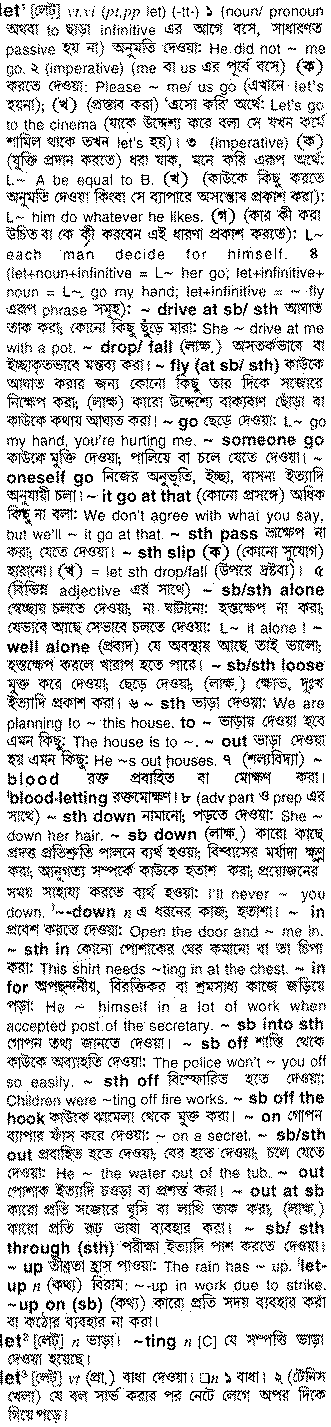 let¹ [লেট্] vt.vi (pt,pp let) (-tt-) ১ (noun/ pronoun
অথবা to ছাড়া infinitive এর আগে বসে, সাধারণত
passive হয় না) অনুমতি দেওয়া: He did not ~ me
go. ২ (imperative) (me বা us এর পূর্বে বসে) (ক)
করতে দেওয়া: Please ~ me/ us go (এখানে let's
হয়না); (খ) (প্রস্তাব করা) 'এসো করি' অর্থে: Let's go
to the cinema (যাকে উদ্দেশ্য করে বলা সে যখন কর্মে
শামিল থাকে তখন let's হয়)। ৩ (imperative) (ক)
(যুক্তি প্রদান করতে) ধরা যাক, মনে করি এরূপ অর্থে:
L~ A be equal to B. (খ) (কাউকে কিছু করতে
অনুমতি দেওয়া কিংবা সে ব্যাপারে অসন্তোষ প্রকাশ করা):
L~ him do whatever he likes. (গ) (কার কী করা
উচিত বা কে কী করবেন এই ধারণা প্রকাশ করতে): L~
each man decide for himself. ৪
(let+noun+infinitive = L~ her go; let+infinitive+
noun = L~ go my hand; let+infinitive = ~ fly
এরূপ phrase সমূহ): ~ drive at sb/ sth আঘাত
তাক করা; কোনো কিছু ছুঁড়ে মারা: She ~ drive at me
with a pot. ~ drop/ fall (লাক্ষ.) অসতর্কভাবে বা
ইচ্ছাকৃতভাবে মন্তব্য করা। ~ fly (at sb/ sth) কাউকে
আঘাত করার জন্য কোনো কিছু তার দিকে সজোরে
নিক্ষেপ করা; (লাক্ষ) কারো উদ্দেশ্যে বাক্যবাণ ছোঁড়া বা
কাউকে কথায় আঘাত করা। ~ go ছেড়ে দেওয়া: L~ go
my hand, you're hurting me. ~ someone go
কাউকে মুক্তি দেওয়া; পালিয়ে বা চলে যেতে দেওয়া। ~
oneself go নিজের অনুভূতি, ইচ্ছা, বাসনা ইত্যাদি
অনুযায়ী চলা। ~ it go at that (কোনো প্রসঙ্গে) অধিক
কিছু না বলা: We don't agree with what you say,
but we'll ~ it go at that. ~ sth pass আক্ষেপ না
করা; যেতে দেওয়া। ~ sth slip (ক) (কোনো সুযোগ)
হারানো। (খ) = let sth drop/fall (উপরে দ্রষ্টব্য)। ৫
(বিভিন্ন adjective এর সাথে) ~ sb/sth alone
স্বেচ্ছায় চলতে দেওয়া; না ঘাটানো: হস্তক্ষেপ না করা;
যেভাবে আছে সেভাবে চলতে দেওয়া: L~ it alone! ~
well alone (প্রবাদ) যে অবস্থায় আছে তাই ভালো;
হস্তক্ষেপ করলে খারাপ হতে পারে। ~ sb/sth loose
মুক্ত করে দেওয়া; ছেড়ে দেওয়া; (লাক্ষ.) ক্ষোভ, দুঃখ
ইত্যাদি প্রকাশ করা। ৬ ~ sth ভাড়া দেওয়া: We are
planning to ~ this house. to ~ ভাড়ায় দেওয়া হবে
এমন কিছু: The house is to ~. ~ out ভাড়া দেওয়া
হয় এমন কিছু: He ~s out houses. ৭ (শল্যবিদ্যা) ~
blood রক্ত প্রবাহিত বা মোক্ষণ করা।
ˈblood-letting রক্তমোক্ষণ। ৮ (adv part ও prep এর
সাথে) ~ sth down নামানো; পড়তে দেওয়া: She ~
down her hair. ~ sb down (লাক্ষ.) কারো কাছে
প্রদত্ত প্রতিশ্রুতি পালনে ব্যর্থ হওয়া; বিশ্বাসের মর্যাদা ক্ষুণ্ন
করা; আনুগত্য সম্পর্কে কাউকে হতাশ করা; প্রয়োজনের
সময় সাহায্য করতে ব্যর্থ হওয়া: I'll never ~ you
down. ˈ~-down n এ ধরনের কাজ; হতাশা। ~ in
প্রবেশ করতে দেওয়া: Open the door and ~ me in.
~ sth in কোনো পোশাকের ঘের কমানো বা তা চিপা
করা: This shirt needs ~ting in at the chest. ~ in
for অপছন্দনীয়, বিরক্তিকর বা শ্রমসাধ্য কাজে জড়িয়ে
পড়া: He ~ himself in a lot of work when
accepted post of the secretary. ~ sb into sth
গোপন তথ্য জানতে দেওয়া। ~ sb off শাস্তি থেকে
কাউকে অব্যাহতি দেওয়া: The police won't ~ you off
so easily. ~ sth off বিস্ফোরিত হতে দেওয়া:
Children were ~ting off fire works. ~ sb off the
hook কাউকে ঝামেলা থেকে মুক্ত করা। ~ on গোপন
ব্যাপার ফাঁস করে দেওয়া: ~ on a secret. ~ sb/sth
out প্রবাহিত হতে দেওয়া; বের হতে দেওয়া; চলে যেতে
দেওয়া: He ~ the water out of the tub. ~ out
পোশাক ইত্যাদি চওড়া বা প্রশস্ত করা। ~ out at sb
কারো প্রতি সজোরে ঘুসি বা লাথি তাক করা; (লাক্ষ.)
কারো প্রতি রূঢ় ভাষা ব্যবহার করা। ~ sb/ sth
through (sth) পরীক্ষা ইত্যাদি পাশ করতে দেওয়া।
~ up তীব্রতা হ্রাস পাওয়া: The rain has ~ up. ˈlet-
up n (কথ্য) বিরাম; ~-up in work due to strike.
~up on (sb) (কথ্য) কারো প্রতি সদয় ব্যবহার করা
বা কঠোর ব্যবহার না করা।
let² [লেট্] n ভাড়া। ~ting n [C] যে সম্পত্তি ভাড়া
দেওয়া হয়েছে।
let³ [লেট্] vt (প্রা.) বাধা দেওয়া। □n ১ বাধা। ২ (টেনিস
খেলা) যে বল সার্ভ করার পর নেটে লেগে অপর দিকে
গিয়ে পড়ে।